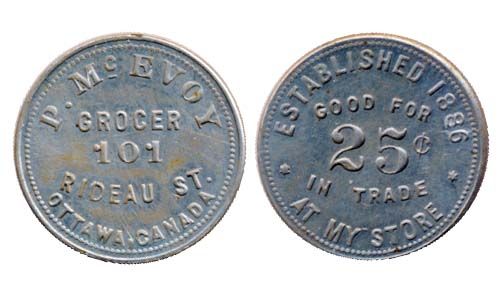 P. McEVOY
GROCER
101
RIDEAU ST.
OTTAWA-CANADA.
ESTABLISHED 1886
GOOD FOR
25¢
IN TRADE
* AT MY STORE *